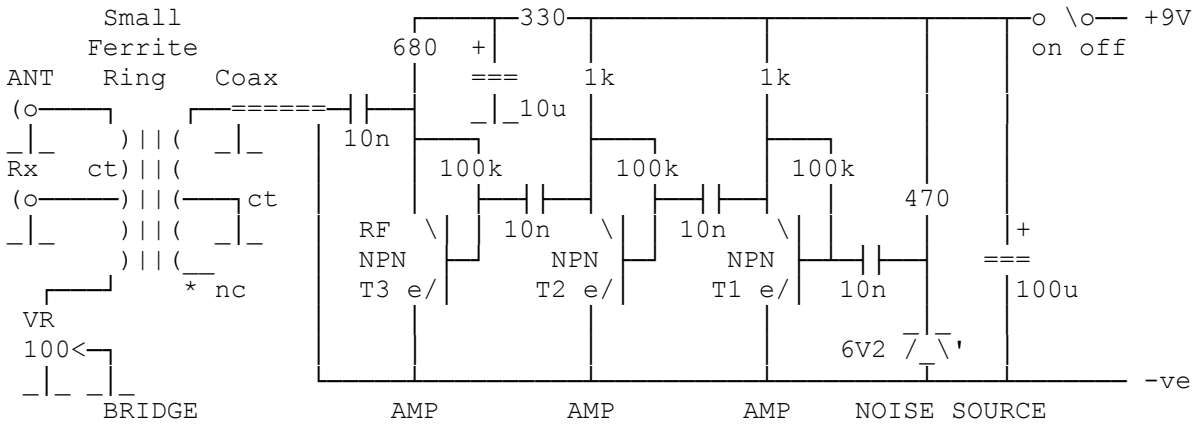 Small 330 o \o +9V
Ferrite 680 + on off
ANT Ring Coax === 1k 1k
(o ====== 10u
)||( 10n
Rx ct)||( 100k 100k 100k
(o )||( ct 470
)||( RF \ 10n \ 10n \ +
)||(__ NPN NPN NPN ===
* nc T3 e/ T2 e/ T1 e/ 10n 100u
VR
100< 6V2 /_\'
-ve
BRIDGE AMP AMP AMP NOISE SOURCE